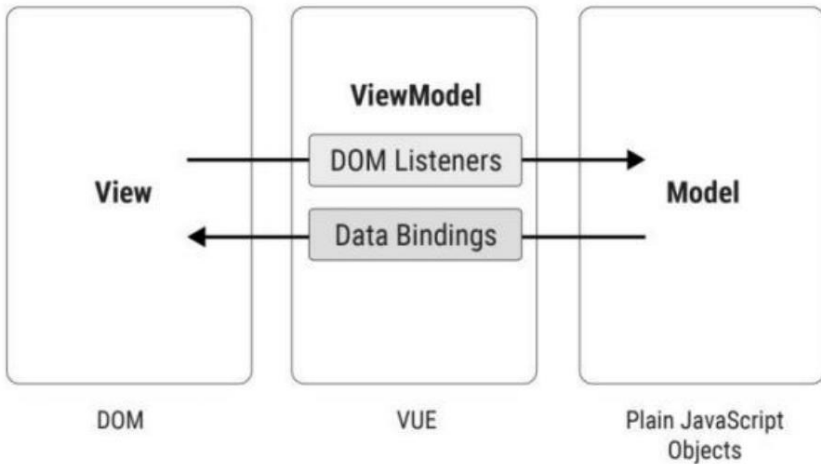 ViewModel
DOM Listeners
View
Model
Data Bindings
DOM
VUE
Plain JavaScript
Objects